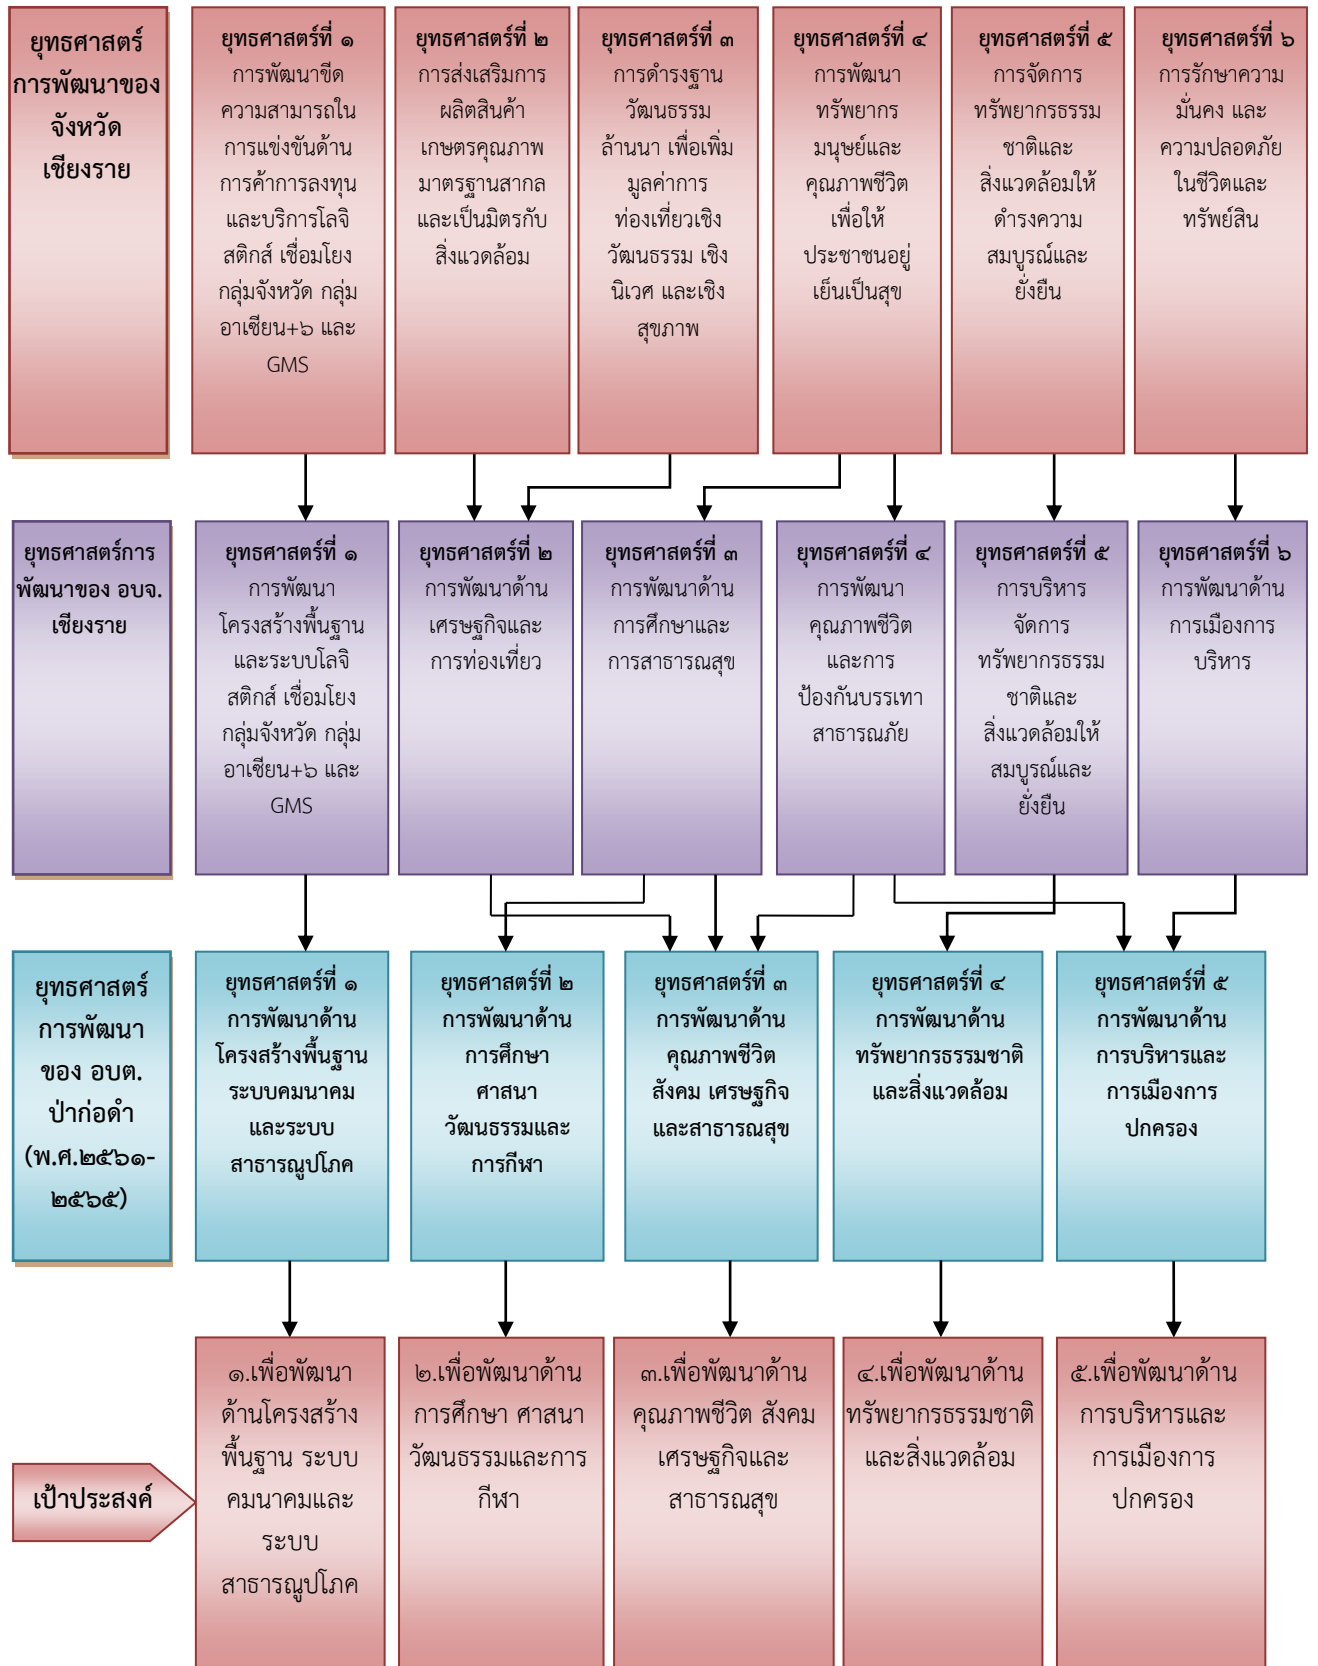 ยุทธศาสตร์
การพัฒนาของ
จังหวัด
เชียงราย
ยุทธศาสตร์ที่ ๑
การพัฒนาขีด
ความสามารถใน
การแข่งขันด้าน
การค้าการลงทุน
และบริการโลจิ
สติกส์ เชื่อมโยง
กลุ่มจังหวัด กลุ่ม
อาเซียน+๖ และ
GMS
ยุทธศาสตร์ที่ ๒
การส่งเสริมการ
ผลิตสินค้า
เกษตรคุณภาพ
มาตรฐานสากล
และเป็นมิตรกับ
สิ่งแวดล้อม
ยุทธศาสตร์ที่ ๓
การดำรงฐาน
วัฒนธรรม
ล้านนา เพื่อเพิ่ม
มูลค่าการ
ท่องเที่ยวเชิง
วัฒนธรรม เชิง
นิเวศ และเชิง
สุขภาพ
ยุทธศาสตร์ที่ ๔
การพัฒนา
ทรัพยากร
มนุษย์และ
คุณภาพชีวิต
เพื่อให้
ประชาชนอยู่
เย็นเป็นสุข
ยุทธศาสตร์ที่ ๕
การจัดการ
ทรัพยากรธรรม
ชาติและ
สิ่งแวดล้อมให้
ดำรงความ
สมบูรณ์และ
ยั่งยืน
ยุทธศาสตร์ที่ ๖
การรักษาความ
มั่นคง และ
ความปลอดภัย
ในชีวิตและ
ทรัพย์สิน
ยุทธศาสตร์การ
พัฒนาของ อบจ.
เชียงราย
ยุทธศาสตร์ที่ ๑
การพัฒนา
โครงสร้างพื้นฐาน
และระบบโลจิ
สติกส์ เชื่อมโยง
กลุ่มจังหวัด กลุ่ม
อาเซียน+๖ และ
GMS
ยุทธศาสตร์ที่ ๒
การพัฒนาด้าน
เศรษฐกิจและ
การท่องเที่ยว
ยุทธศาสตร์ที่ ๓
การพัฒนาด้าน
การศึกษาและ
การสาธารณสุข
ยุทธศาสตร์ที่ ๔
การพัฒนา
คุณภาพชีวิต
และการ
ป้องกันบรรเทา
สาธารณภัย
ยุทธศาสตร์ที่ ๕
การบริหาร
จัดการ
ทรัพยากรธรรม
ชาติและ
สิ่งแวดล้อมให้
สมบูรณ์และ
ยั่งยืน
ยุทธศาสตร์ที่ ๖
การพัฒนาด้าน
การเมืองการ
บริหาร
ยุทธศาสตร์
การพัฒนา
ของ อบต.
ป่าก่อดำ
(พ.ศ.๒๕๖๑-
๒๕๖๕)
ยุทธศาสตร์ที่ ๑
การพัฒนาด้าน
โครงสร้างพื้นฐาน
ระบบคมนาคม
และระบบ
สาธารณูปโภค
ยุทธศาสตร์ที่ ๒
การพัฒนาด้าน
การศึกษา
ศาสนา
วัฒนธรรมและ
การกีฬา
ยุทธศาสตร์ที่ ๓
การพัฒนาด้าน
คุณภาพชีวิต
สังคม เศรษฐกิจ
และสาธารณสุข
ยุทธศาสตร์ที่ ๔
การพัฒนาด้าน
ทรัพยากรธรรมชาติ
และสิ่งแวดล้อม
ยุทธศาสตร์ที่ ๕
การพัฒนาด้าน
การบริหารและ
การเมืองการ
ปกครอง
เป้าประสงค์
๑.เพื่อพัฒนา
ด้านโครงสร้าง
พื้นฐาน ระบบ
คมนาคมและ
ระบบ
สาธารณูปโภค
๒.เพื่อพัฒนาด้าน
การศึกษา ศาสนา
วัฒนธรรมและการ
กีฬา
๓.เพื่อพัฒนาด้าน
คุณภาพชีวิต สังคม
เศรษฐกิจและ
สาธารณสุข
๔.เพื่อพัฒนาด้าน
ทรัพยากรธรรมชาติ
และสิ่งแวดล้อม
๕.เพื่อพัฒนาด้าน
การบริหารและ
การเมืองการ
ปกครอง